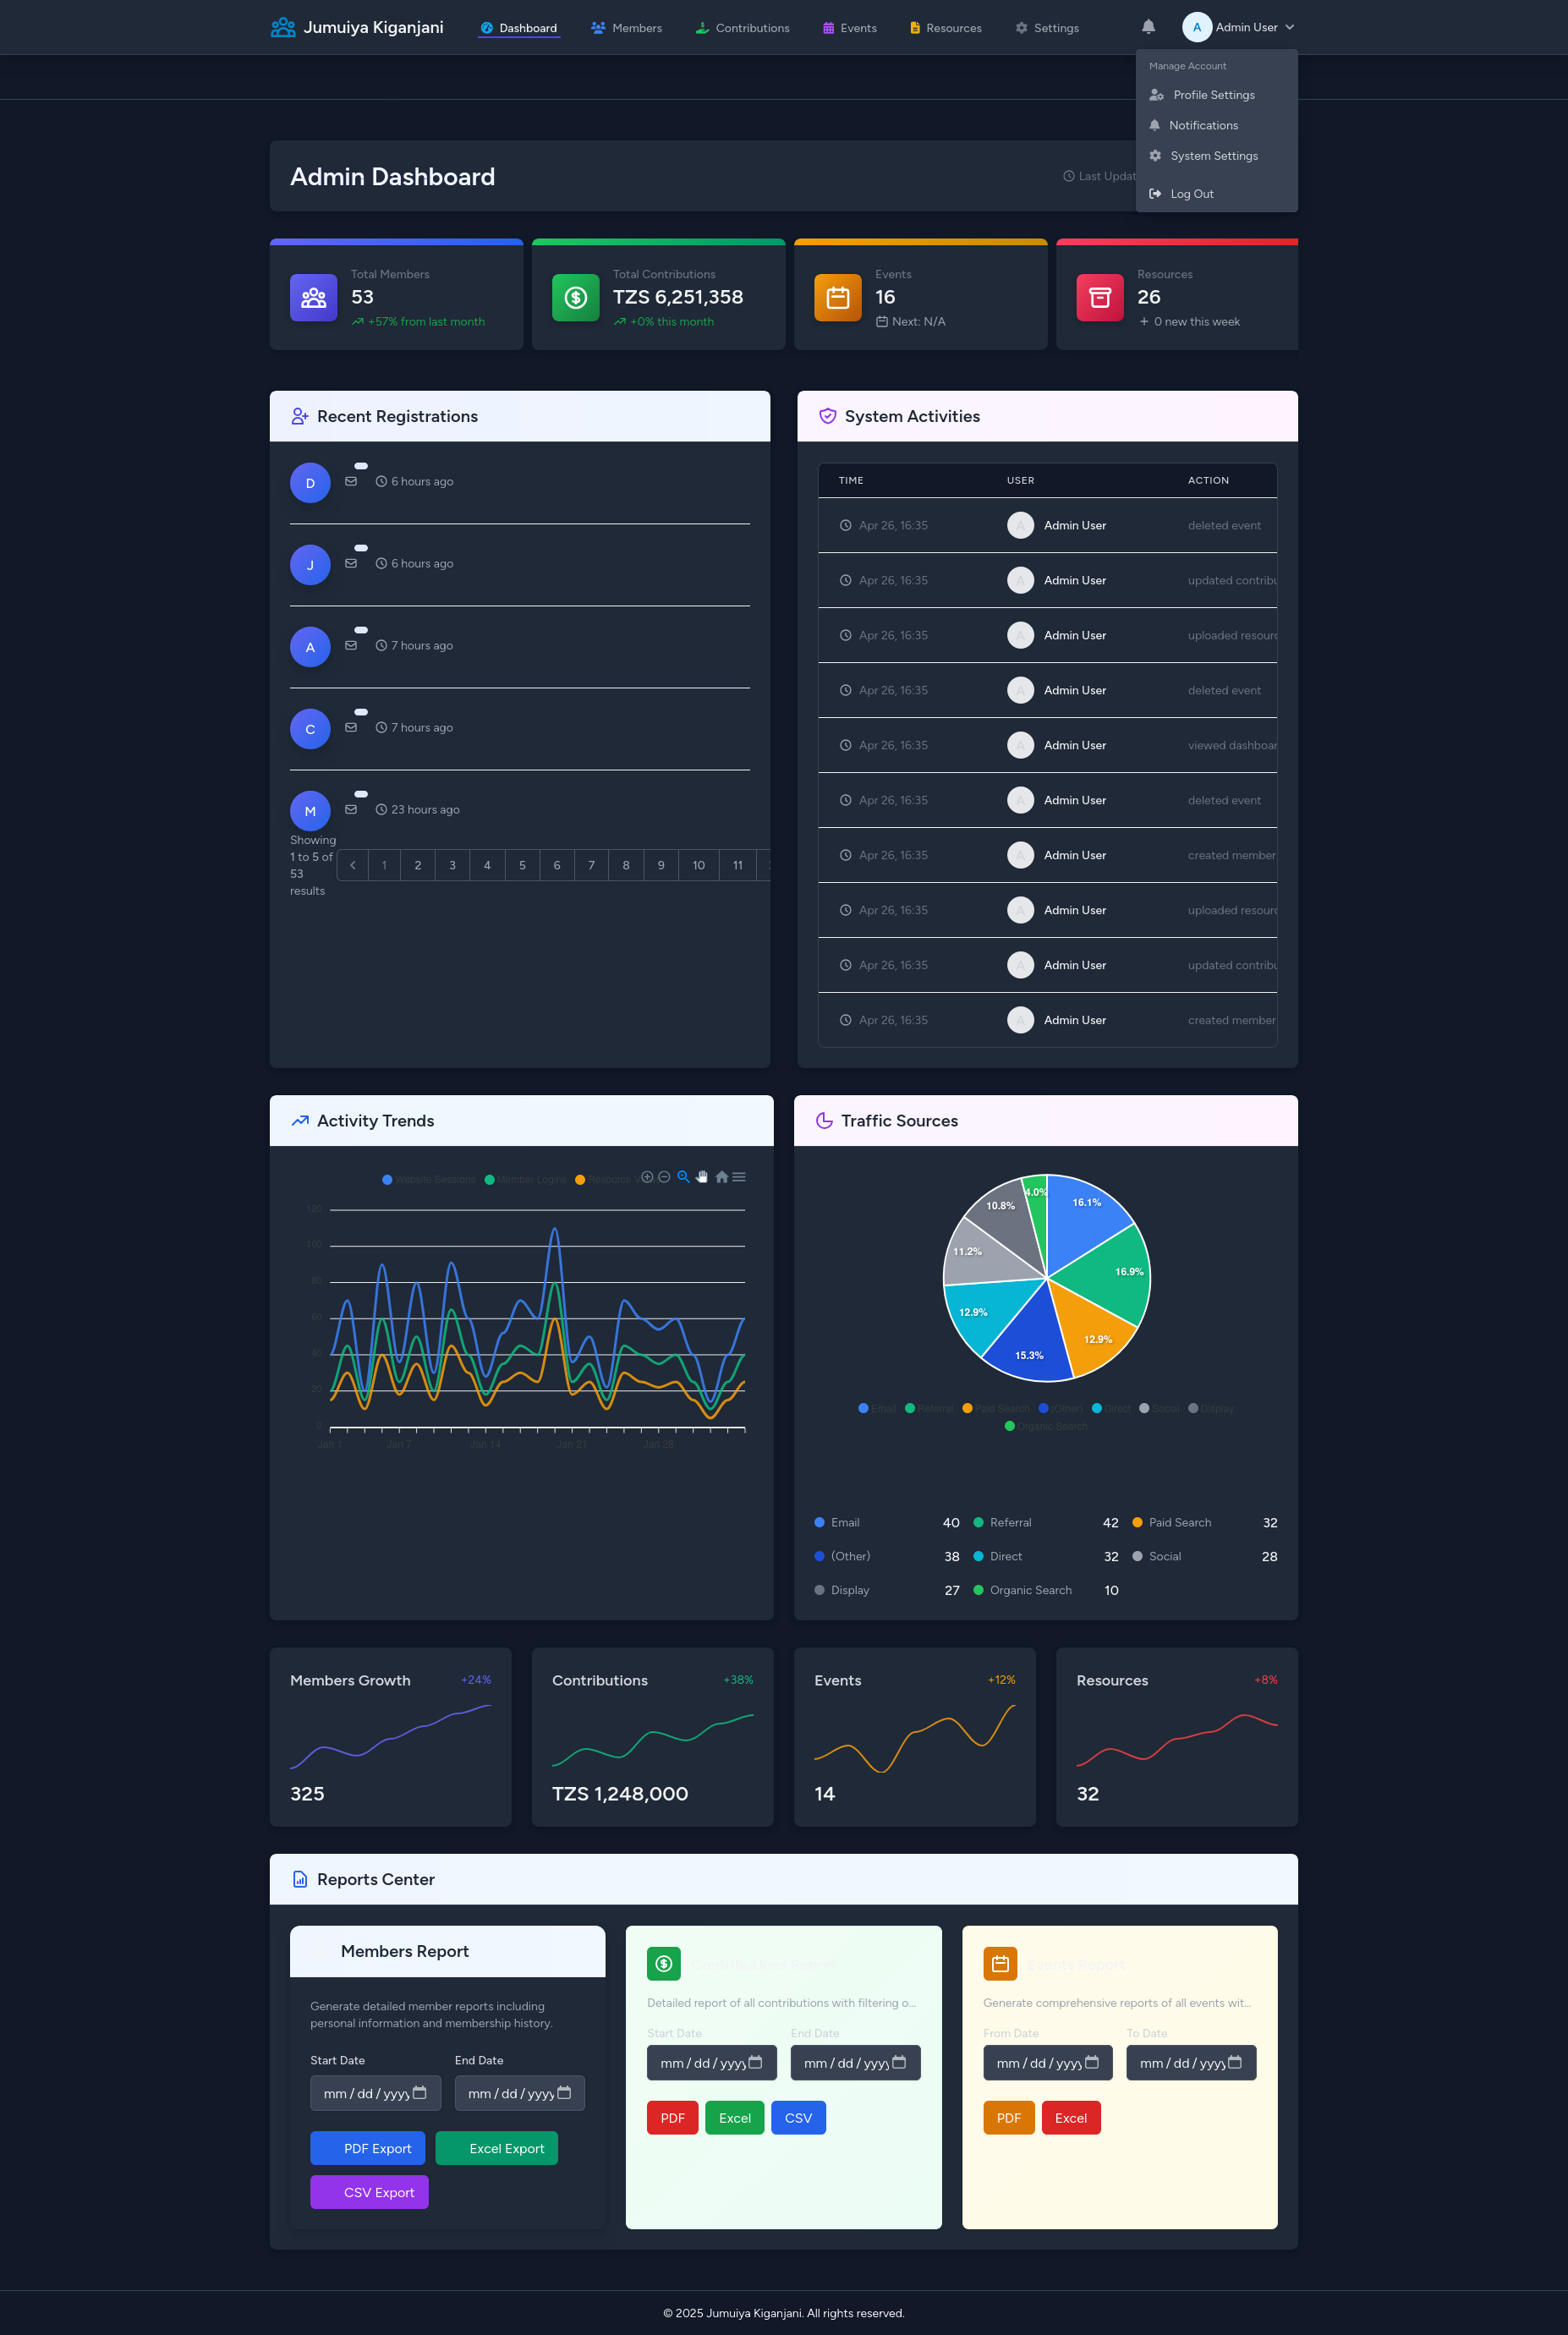 Jumuiya Kiganjani
Dashboard
Members
Contributions
Events
Resources
Settings
A
Admin User
Manage Account
Profile Settings
Notifications
System Settings
Log Out
Admin Dashboard
Last Updat
Total Members
53
+57% from last month
Total Contributions
TZS 6,251,358
+0% this month
Events
16
Next: N/A
Resources
26
+ 0 new this week
Recent Registrations
D
6 hours ago
J
6 hours ago
A
7 hours ago
C
7 hours ago
M
23 hours ago
Showing
1 to 5 of
53
results
1 2 3 4 5 6 7 8 9 10 11
System Activities
TIME USER ACTION
Apr 26, 16:35 A Admin User deleted event
Apr 26, 16:35 A Admin User updated contribu
Apr 26, 16:35 A Admin User uploaded resourc
Apr 26, 16:35 A Admin User deleted event
Apr 26, 16:35 A Admin User viewed dashboar
Apr 26, 16:35 A Admin User deleted event
Apr 26, 16:35 A Admin User created member
Apr 26, 16:35 A Admin User uploaded resourc
Apr 26, 16:35 A Admin User updated contribu
Apr 26, 16:35 A Admin User created member
Activity Trends
Website Sessions Member Logins Resource V
120
100
80
60
40
20
0
Jan 1 Jan 7 Jan 14 Jan 21 Jan 28
Traffic Sources
4.0%
16.1%
10.8%
11.2%
16.9%
12.9%
12.9%
15.3%
Email Referral Paid Search (Other) Direct Social Display
Organic Search
Email 40 Referral 42 Paid Search 32
(Other) 38 Direct 32 Social 28
Display 27 Organic Search 10
Members Growth +24%
325
Contributions +38%
TZS 1,248,000
Events +12%
14
Resources +8%
32
Reports Center
Members Report
Generate detailed member reports including
personal information and membership history.
Start Date End Date
mm / dd / yyyy mm / dd / yyyy
PDF Export Excel Export
CSV Export
Contributions Report
Detailed report of all contributions with filtering o...
Start Date End Date
mm / dd / yyyy mm / dd / yyyy
PDF Excel CSV
Events Report
Generate comprehensive reports of all events wit...
From Date To Date
mm / dd / yyyy mm / dd / yyyy
PDF Excel
© 2025 Jumuiya Kiganjani. All rights reserved.